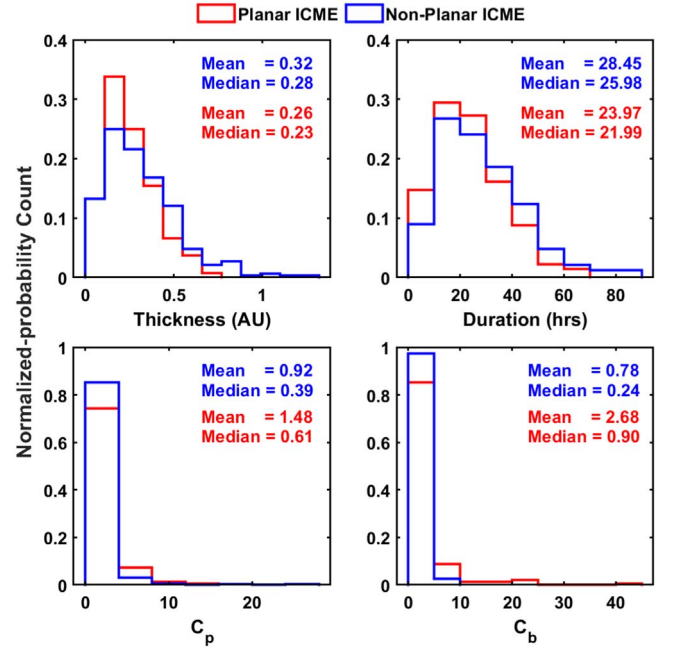 Planar ICME Non-Planar ICME
Normalized-probability Count
0.4
0.3
0.2
0.1
0
Mean = 0.32
Median = 0.28
Mean = 0.26
Median = 0.23
0 0.5 1
Thickness (AU)
0.4
0.3
0.2
0.1
0
Mean = 28.45
Median = 25.98
Mean = 23.97
Median = 21.99
0 20 40 60 80
Duration (hrs)
1
0.8
0.6
0.4
0.2
0
Mean = 0.92
Median = 0.39
Mean = 1.48
Median = 0.61
0 10 20
C_p
1
0.8
0.6
0.4
0.2
0
Mean = 0.78
Median = 0.24
Mean = 2.68
Median = 0.90
0 10 20 30 40
C_b